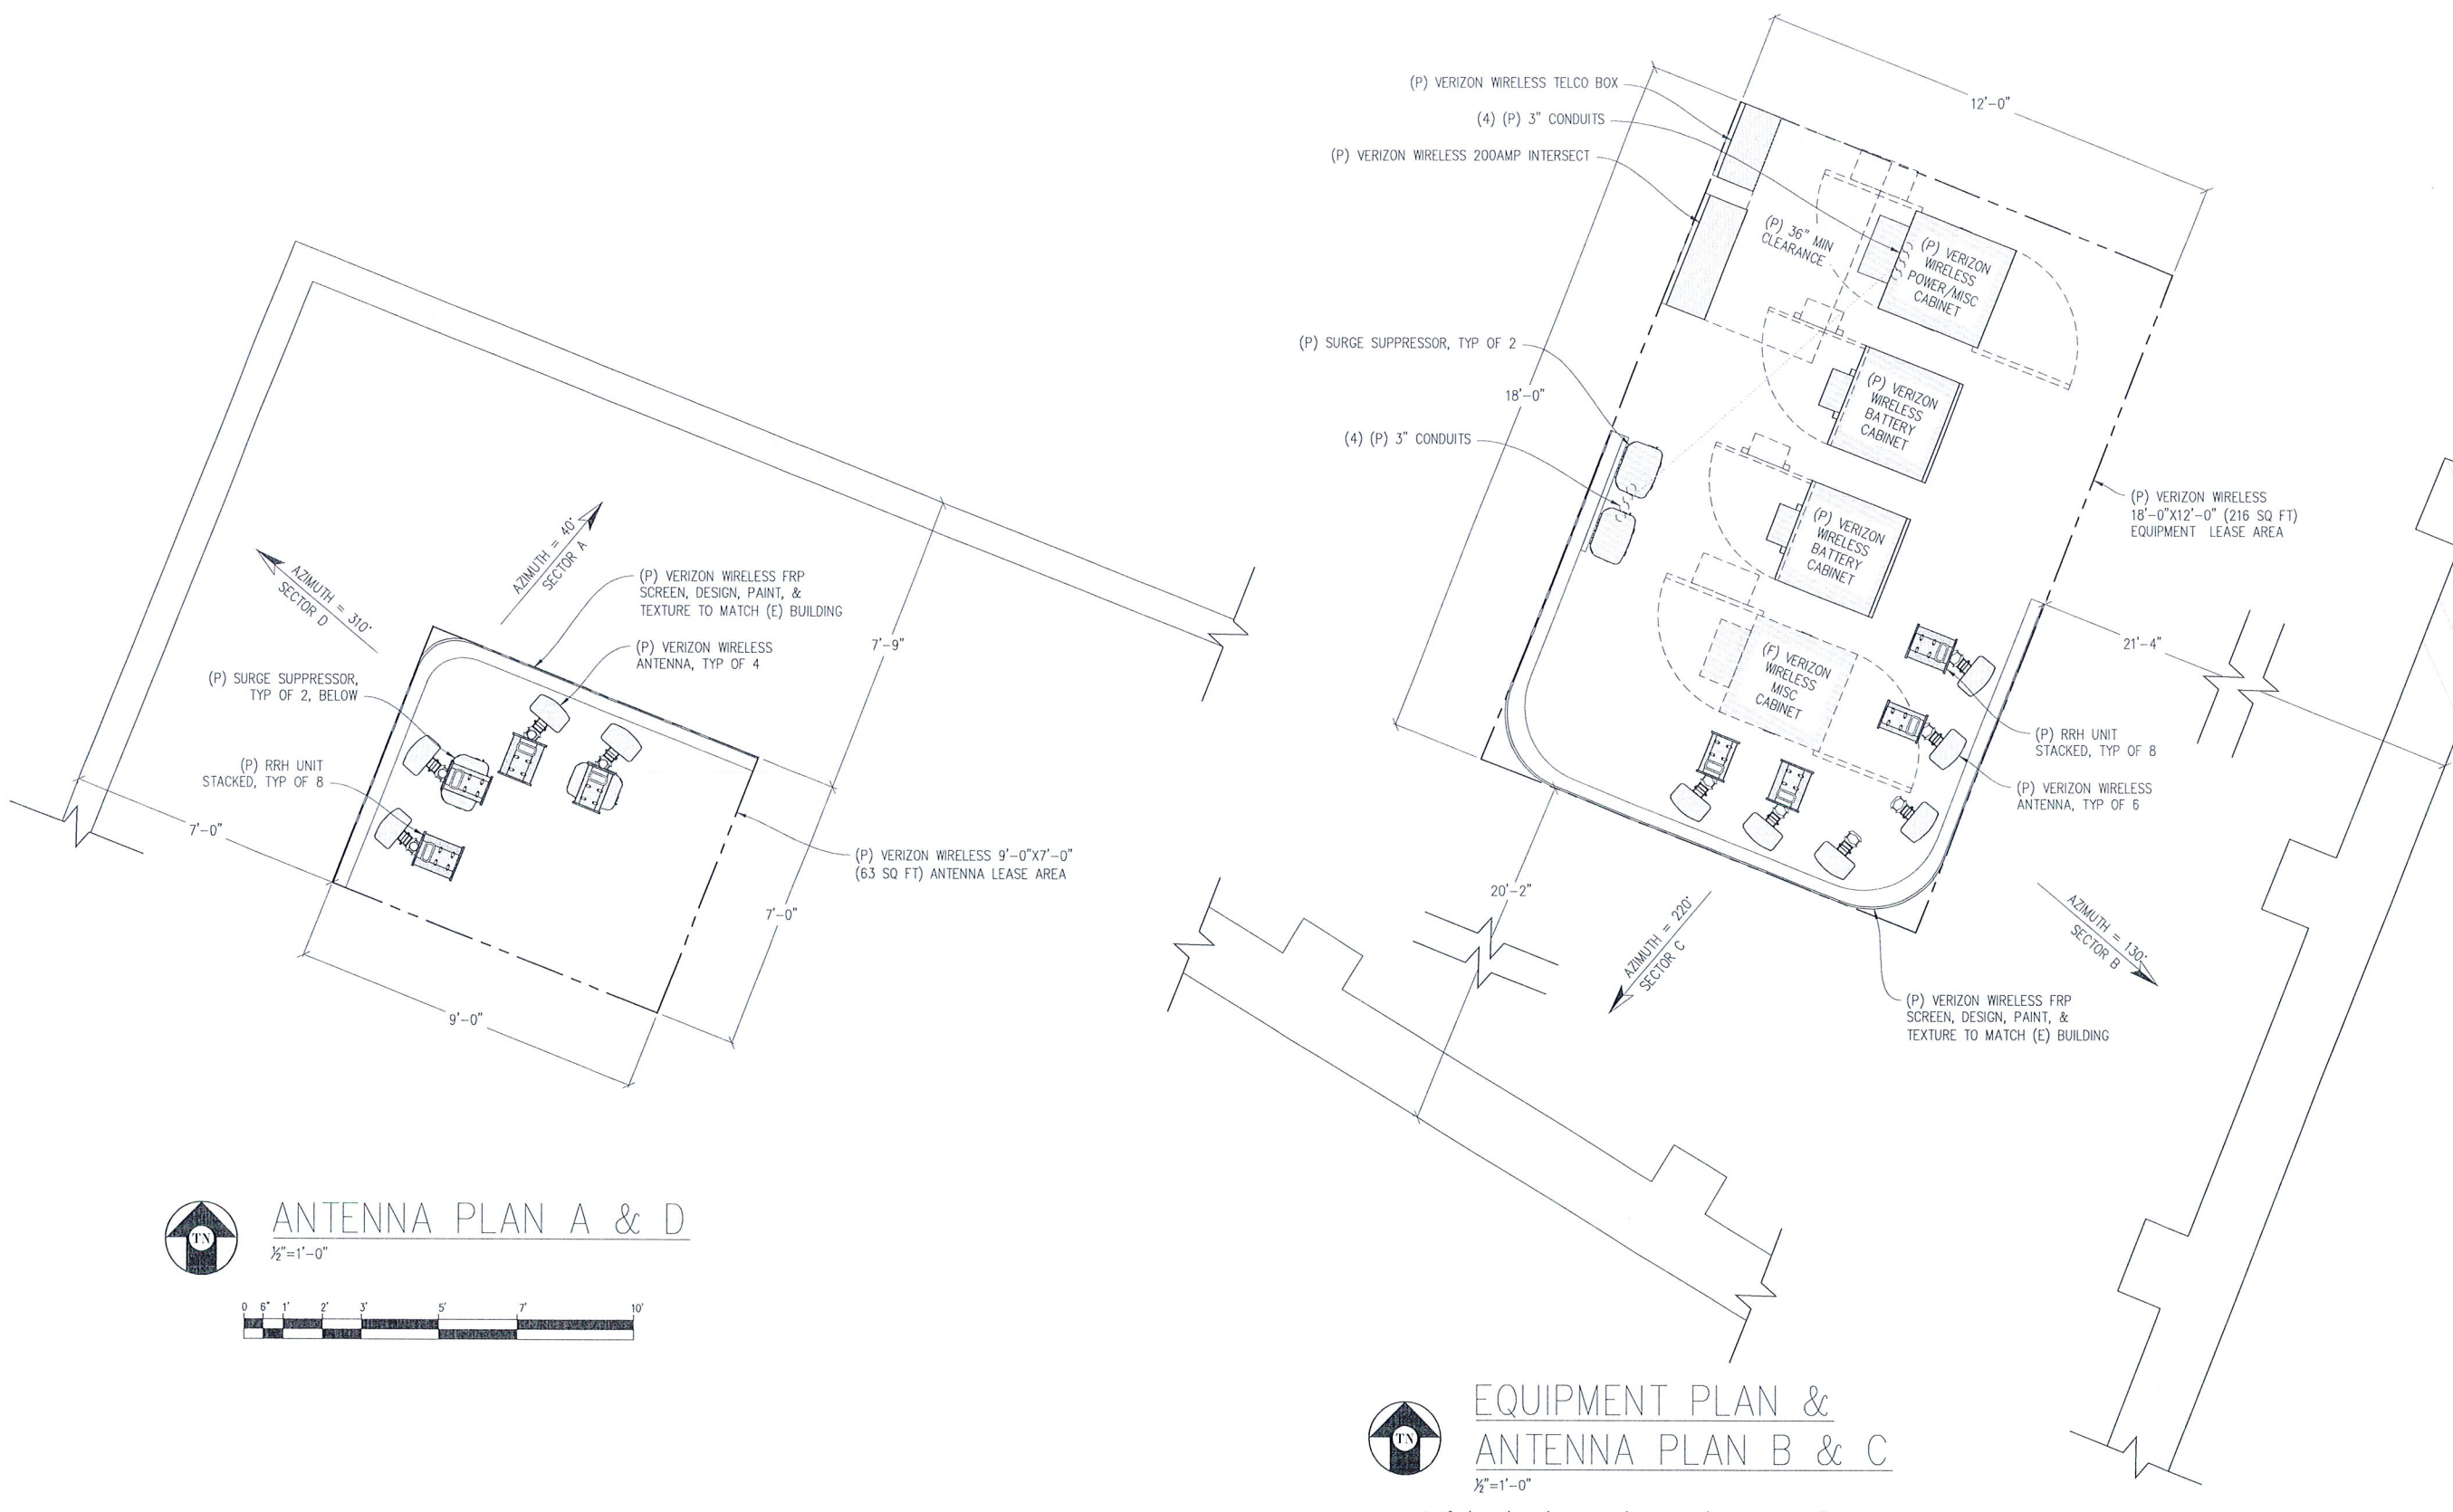 AZIMUTH = 310°
SECTOR D
AZIMUTH = 40°
SECTOR A
(P) VERIZON WIRELESS FRP
SCREEN, DESIGN, PAINT, &
TEXTURE TO MATCH (E) BUILDING
7'-9"
(P) VERIZON WIRELESS
ANTENNA, TYP OF 4
(P) SURGE SUPPRESSOR,
TYP OF 2, BELOW
(P) RRH UNIT
STACKED, TYP OF 8
7'-0"
(P) VERIZON WIRELESS 9'-0"X7'-0"
(63 SQ FT) ANTENNA LEASE AREA
7'-0"
9'-0"
TN
ANTENNA PLAN A & D
½"=1'-0"
0 6" 1' 2' 3' 5' 7' 10'
(P) VERIZON WIRELESS TELCO BOX
(4) (P) 3" CONDUITS
(P) VERIZON WIRELESS 200AMP INTERSECT
12'-0"
(P) 36" MIN
CLEARANCE
(P) VERIZON
WIRELESS
POWER/MISC
CABINET
(P) SURGE SUPPRESSOR, TYP OF 2
18'-0"
(4) (P) 3" CONDUITS
(P) VERIZON
WIRELESS
BATTERY
CABINET
(P) VERIZON
WIRELESS
BATTERY
CABINET
(P) VERIZON WIRELESS
18'-0"X12'-0" (216 SQ FT)
EQUIPMENT LEASE AREA
(F) VERIZON
WIRELESS
MISC
CABINET
21'-4"
(P) RRH UNIT
STACKED, TYP OF 8
(P) VERIZON WIRELESS
ANTENNA, TYP OF 6
20'-2"
AZIMUTH = 220°
SECTOR C
AZIMUTH = 130°
SECTOR B
(P) VERIZON WIRELESS FRP
SCREEN, DESIGN, PAINT, &
TEXTURE TO MATCH (E) BUILDING
TN
EQUIPMENT PLAN &
ANTENNA PLAN B & C
½"=1'-0"